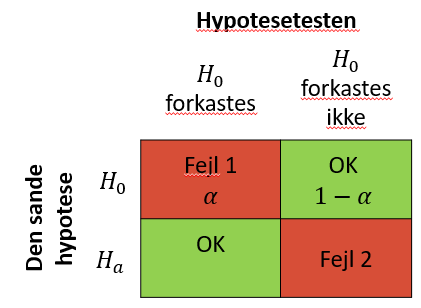 Hypotesetesten
H₀
forkastes
H₀
forkastes
ikke
Den sande
hypotese
H₀
Fejl 1
α
OK
1 − α
Hₐ
OK
Fejl 2